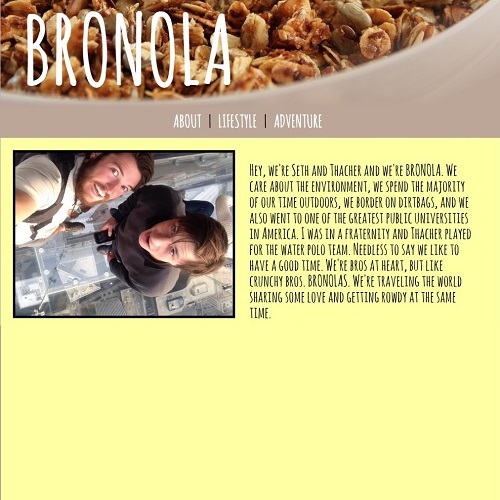 BRONOLA
ABOUT | LIFESTYLE | ADVENTURE
Hey, we're Seth and Thacher and we're BRONOLA. We
care about the environment, we spend the majority
of our time outdoors, we border on dirtbags, and we
also went to one of the greatest public universities
in America. I was in a fraternity and Thacher played
for the water polo team. Needless to say we like to
have a good time. We're bros at heart, but like
crunchy bros. BRONOLAS. We're traveling the world
sharing some love and getting rowdy at the same
time.